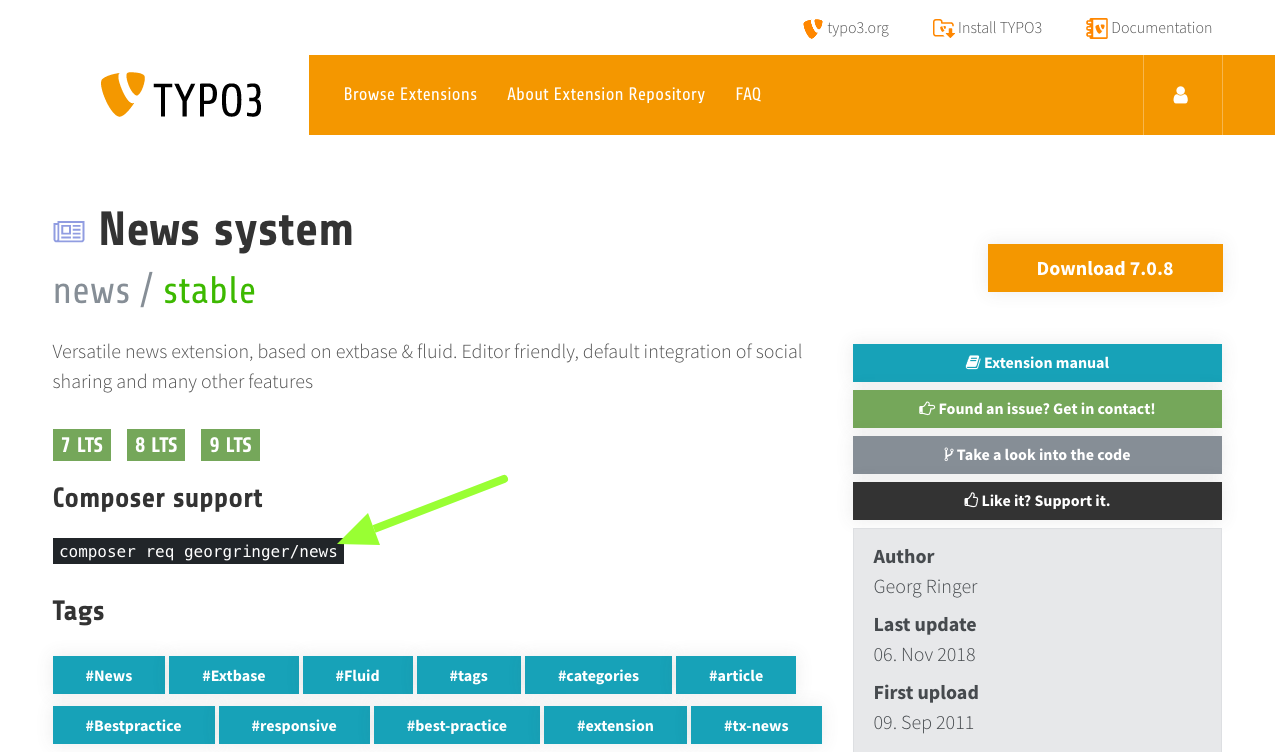 typo3.org
Install TYPO3
Documentation
TYPO3
Browse Extensions
About Extension Repository
FAQ
News system
news / stable
Download 7.0.8
Versatile news extension, based on extbase & fluid. Editor friendly, default integration of social
sharing and many other features
7 LTS
8 LTS
9 LTS
Composer support
composer req georgringer/news
Tags
#News
#Extbase
#Fluid
#tags
#categories
#article
#Bestpractice
#responsive
#best-practice
#extension
#tx-news
Extension manual
Found an issue? Get in contact!
Take a look into the code
Like it? Support it.
Author
Georg Ringer
Last update
06. Nov 2018
First upload
09. Sep 2011